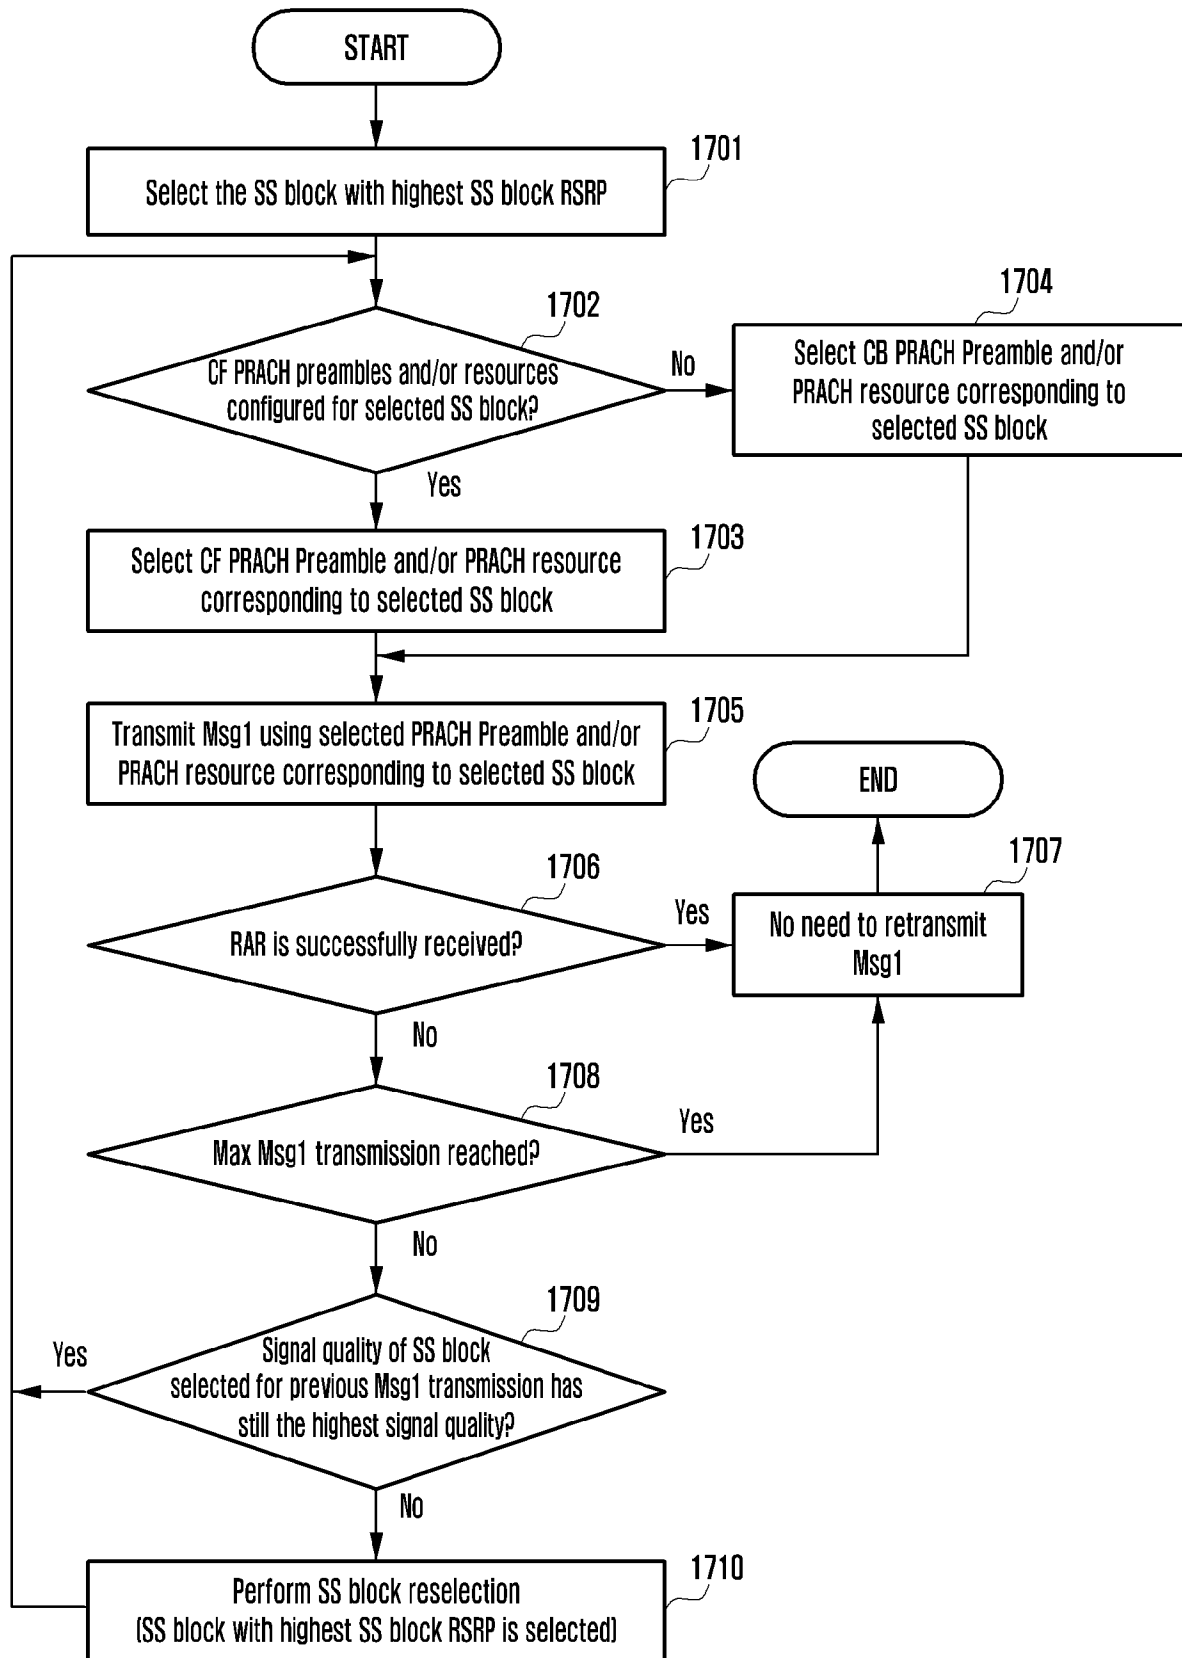 START
1701
Select the SS block with highest SS block RSRP
1702
CF PRACH preambles and/or resources
configured for selected SS block?
No
1704
Select CB PRACH Preamble and/or
PRACH resource corresponding to
selected SS block
Yes
1703
Select CF PRACH Preamble and/or PRACH resource
corresponding to selected SS block
1705
Transmit Msg1 using selected PRACH Preamble and/or
PRACH resource corresponding to selected SS block
END
1706
RAR is successfully received?
Yes
1707
No need to retransmit
Msg1
No
1708
Max Msg1 transmission reached?
Yes
No
1709
Signal quality of SS block
selected for previous Msg1 transmission has
still the highest signal quality?
Yes
No
1710
Perform SS block reselection
(SS block with highest SS block RSRP is selected)